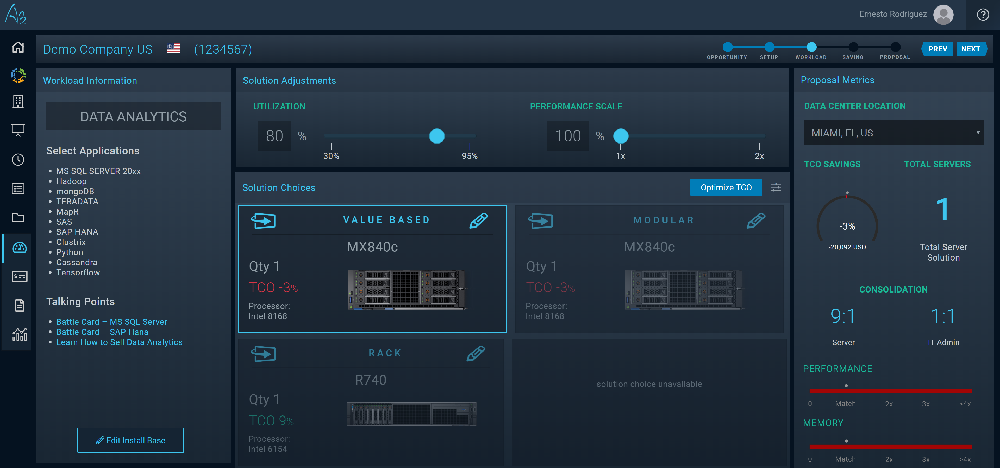 A3
Ernesto Rodriguez
?
Demo Company US (1234567)
OPPORTUNITY SETUP WORKLOAD SAVING PROPOSAL
PREV NEXT
Workload Information
DATA ANALYTICS
Select Applications
• MS SQL SERVER 20xx
• Hadoop
• mongoDB
• TERADATA
• MapR
• SAS
• SAP HANA
• Clustrix
• Python
• Cassandra
• Tensorflow
Talking Points
• Battle Card – MS SQL Server
• Battle Card – SAP Hana
• Learn How to Sell Data Analytics
Edit Install Base
Solution Adjustments
UTILIZATION
80 %
30% 95%
PERFORMANCE SCALE
100 %
1x 2x
Solution Choices
Optimize TCO
VALUE BASED
MX840c
Qty 1
TCO -3%
Processor:
Intel 8168
MODULAR
MX840c
Qty 1
TCO -3%
Processor:
Intel 8168
RACK
R740
Qty 1
TCO 9%
Processor:
Intel 6154
solution choice unavailable
Proposal Metrics
DATA CENTER LOCATION
MIAMI, FL, US
TCO SAVINGS
-3%
-20,092 USD
TOTAL SERVERS
1
Total Server
Solution
CONSOLIDATION
9:1 1:1
Server IT Admin
PERFORMANCE
0 Match 2x 3x >4x
MEMORY
0 Match 2x 3x >4x